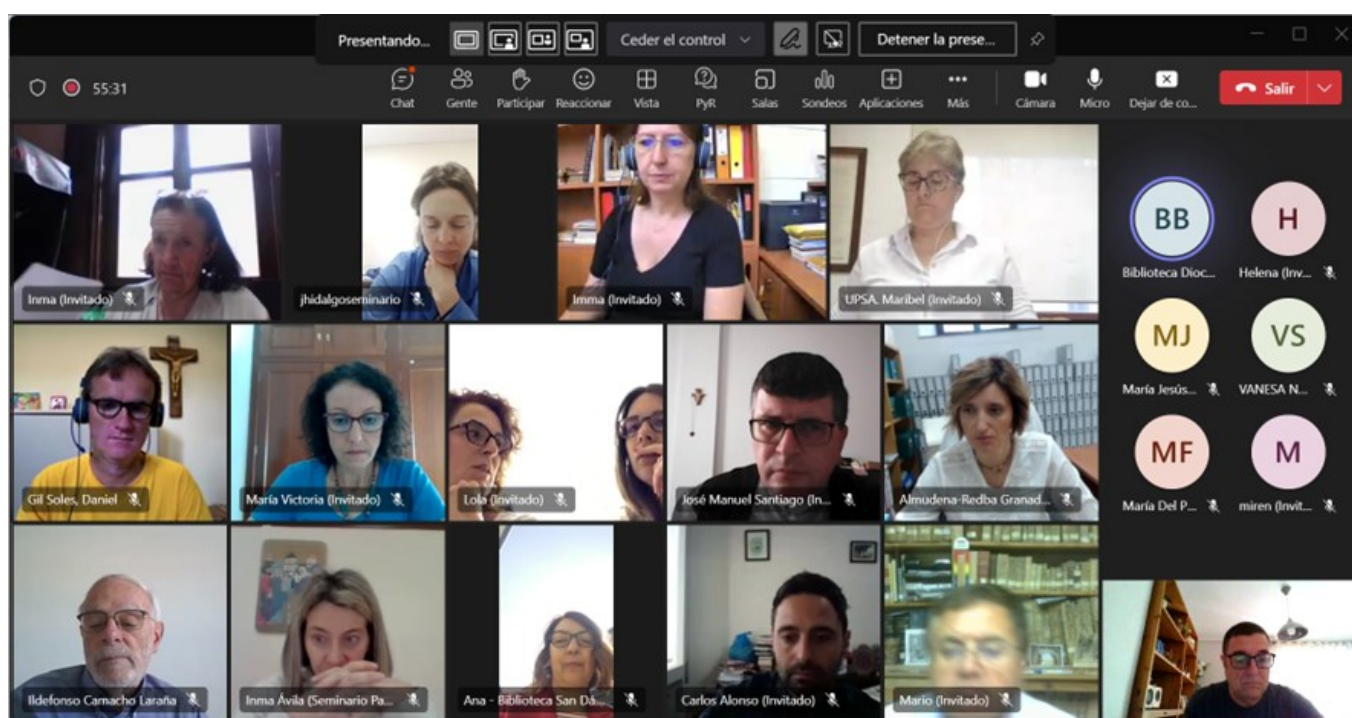 Presentando...
Ceder el control
Detener la prese...
55:31
Chat
Gente
Participar
Reaccionar
Vista
PyR
Salas
Sondeos
Aplicaciones
Más
Cámara
Micro
Dejar de co...
Salir
Inma (Invitado)
jhidalgoseminario
Imma (Invitado)
UPSA. Maribel (Invitado)
BB
Biblioteca Dioc...
H
Helena (Inv...
Gil Soles, Daniel
María Victoria (Invitado)
Lola (Invitado)
José Manuel Santiago (In...
Almudena-Redba Granad...
MJ
María Jesús...
VS
VANESA N...
MF
María Del P...
M
miren (Invit...
Ildefonso Camacho Laraña
Inma Ávila (Seminario Pa...
Ana - Biblioteca San Dá...
Carlos Alonso (Invitado)
Mario (Invitado)